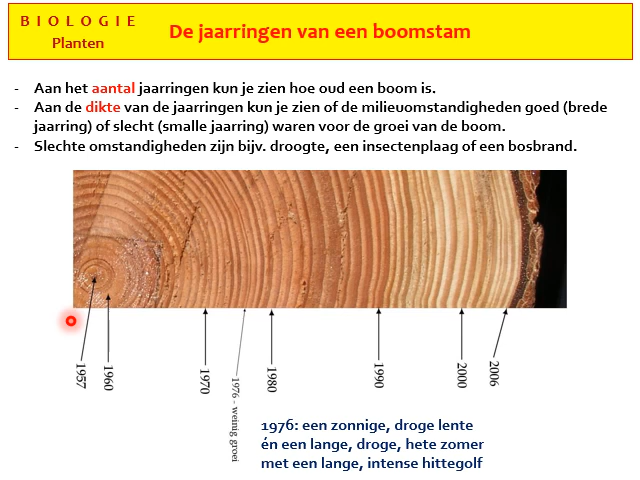 BIOLOGIE
Planten
De jaarringen van een boomstam
- Aan het aantal jaarringen kun je zien hoe oud een boom is.
- Aan de dikte van de jaarringen kun je zien of de milieuomstandigheden goed (brede
jaarring) of slecht (smalle jaarring) waren voor de groei van de boom.
- Slechte omstandigheden zijn bijv. droogte, een insectenplaag of een bosbrand.
1957
1960
1970
1976 - weinig groei
1980
1990
2000
2006
1976: een zonnige, droge lente
én een lange, droge, hete zomer
met een lange, intense hittegolf